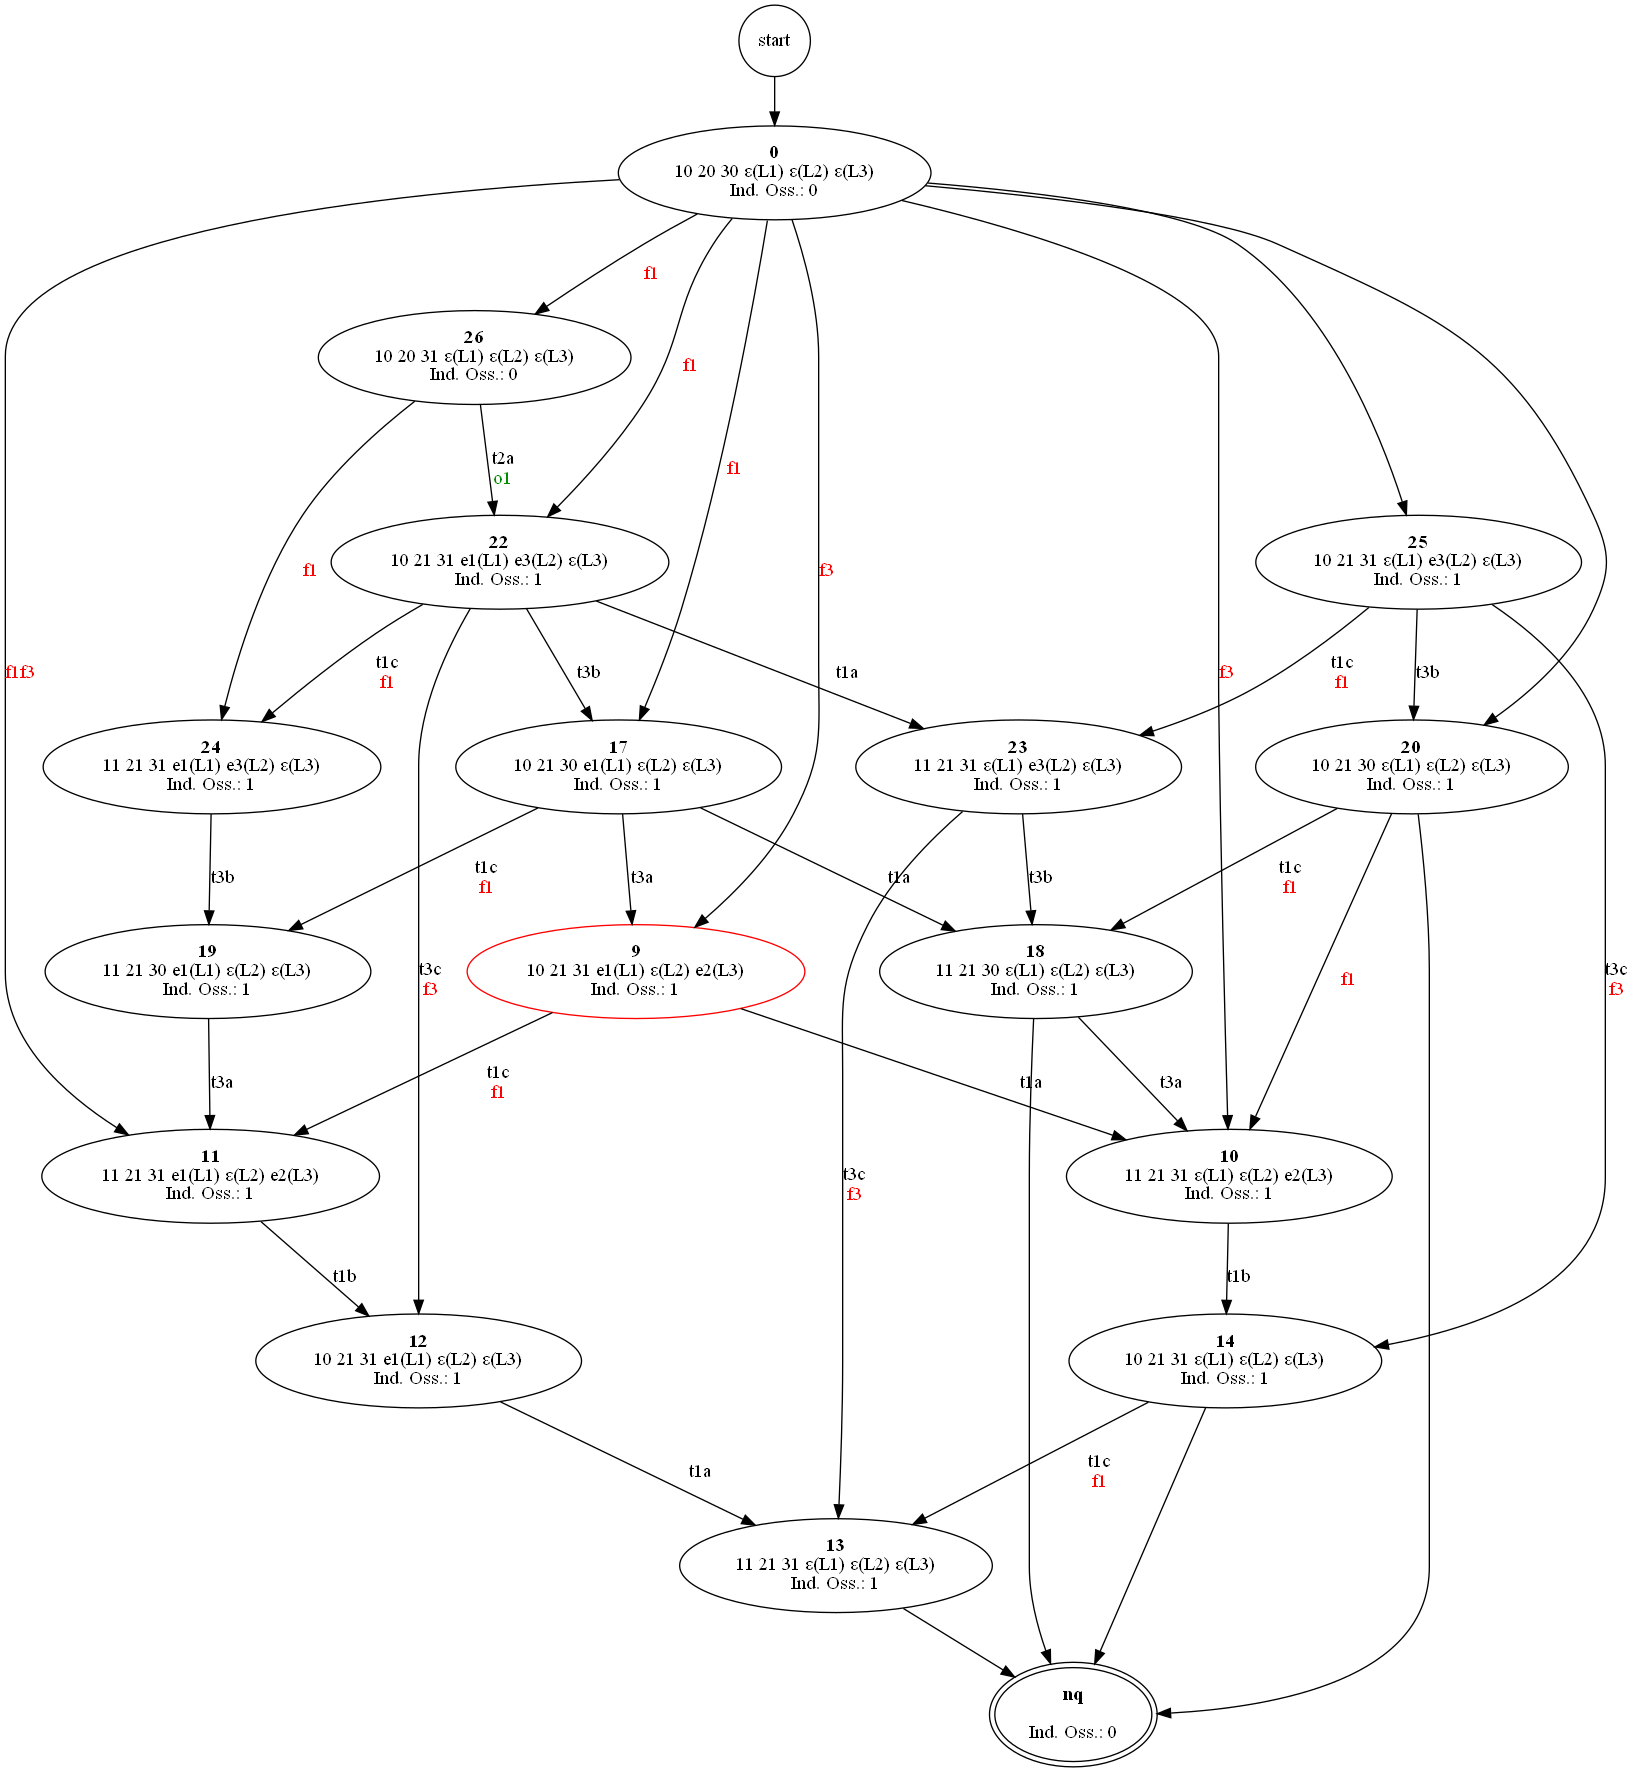 start
0
10 20 30 ε(L1) ε(L2) ε(L3)
Ind. Oss.: 0
f1
26
10 20 31 ε(L1) ε(L2) ε(L3)
Ind. Oss.: 0
f1
t2a
o1
f1
22
10 21 31 e1(L1) e3(L2) ε(L3)
Ind. Oss.: 1
25
10 21 31 ε(L1) e3(L2) ε(L3)
Ind. Oss.: 1
f1
f3
f1f3
t1c
f1
t3b
t1a
f3
t1c
f1
t3b
24
11 21 31 e1(L1) e3(L2) ε(L3)
Ind. Oss.: 1
17
10 21 30 e1(L1) ε(L2) ε(L3)
Ind. Oss.: 1
23
11 21 31 ε(L1) e3(L2) ε(L3)
Ind. Oss.: 1
20
10 21 30 ε(L1) ε(L2) ε(L3)
Ind. Oss.: 1
t3b
t1c
f1
t3a
t1a
t3b
t1c
f1
19
11 21 30 e1(L1) ε(L2) ε(L3)
Ind. Oss.: 1
t3c
f3
9
10 21 31 e1(L1) ε(L2) e2(L3)
Ind. Oss.: 1
18
11 21 30 ε(L1) ε(L2) ε(L3)
Ind. Oss.: 1
f1
t3c
f3
t3a
t1c
f1
t1a
t3a
11
11 21 31 e1(L1) ε(L2) e2(L3)
Ind. Oss.: 1
t3c
f3
10
11 21 31 ε(L1) ε(L2) e2(L3)
Ind. Oss.: 1
t1b
t1b
12
10 21 31 e1(L1) ε(L2) ε(L3)
Ind. Oss.: 1
14
10 21 31 ε(L1) ε(L2) ε(L3)
Ind. Oss.: 1
t1a
t1c
f1
13
11 21 31 ε(L1) ε(L2) ε(L3)
Ind. Oss.: 1
nq
Ind. Oss.: 0